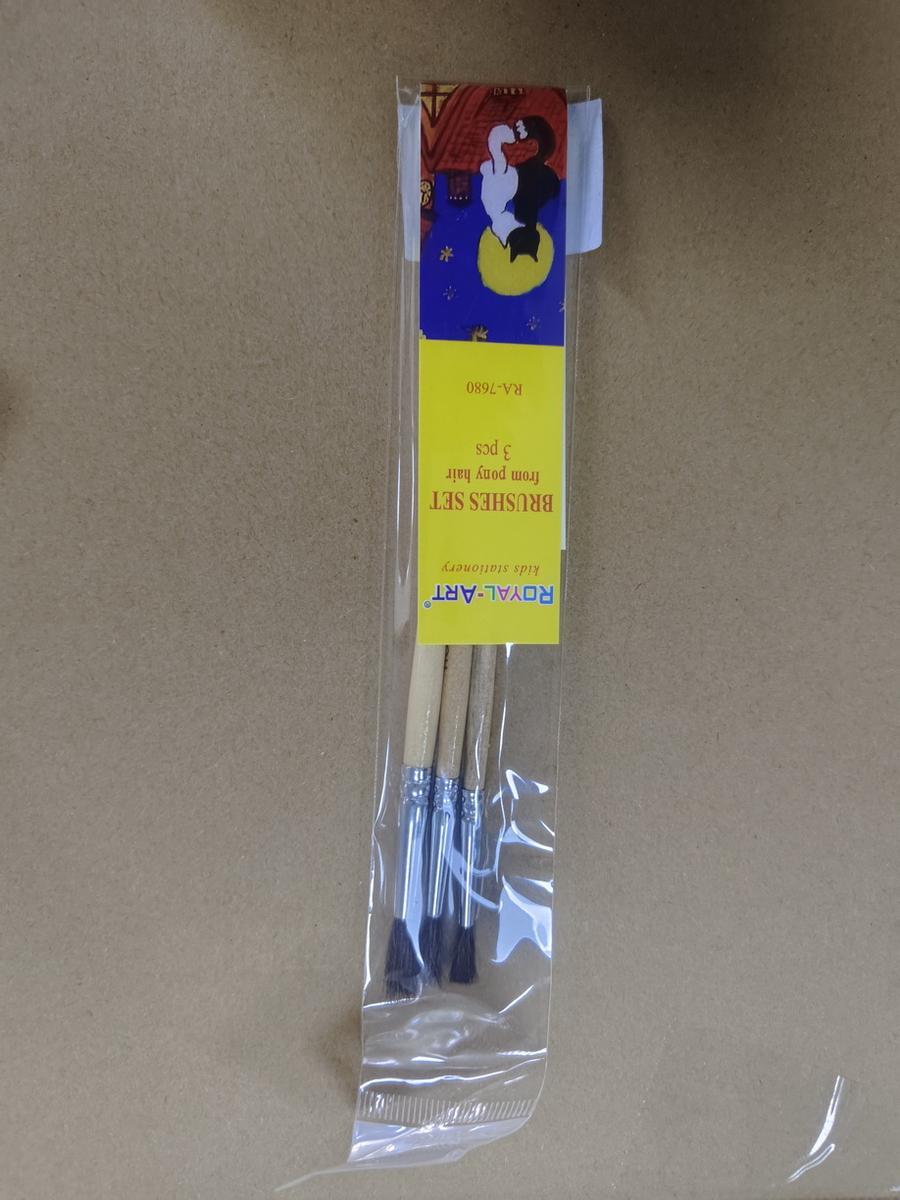 ROYAL-ART®
kids stationery
BRUSHES SET
from pony hair
3 pcs
RA-7680